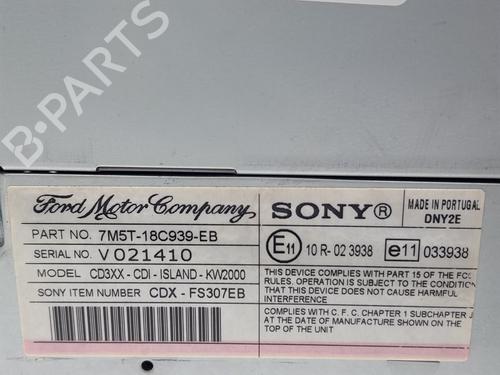 B-PARTS
Ford Motor Company
SONY®
MADE IN PORTUGAL
DNY2E
PART NO. 7M5T-18C939-EB
SERIAL NO. V021410
MODEL CD3XX - CDI - ISLAND - KW2000
SONY ITEM NUMBER CDX - FS307EB
E11 10 R- 02 3938 e11 033938
THIS DEVICE COMPLIES WITH PART 15 OF THE FCC
RULES. OPERATION IS SUBJECT TO THE CONDITION
THAT THIS DEVICE DOES NOT CAUSE HARMFUL
INTERFERENCE
COMPLIES WITH C. F. C. CHAPTER 1 SUBCHAPTER J
AT THE DATE OF MANUFACTURE SHOWN ON THE
TOP OF THE UNIT